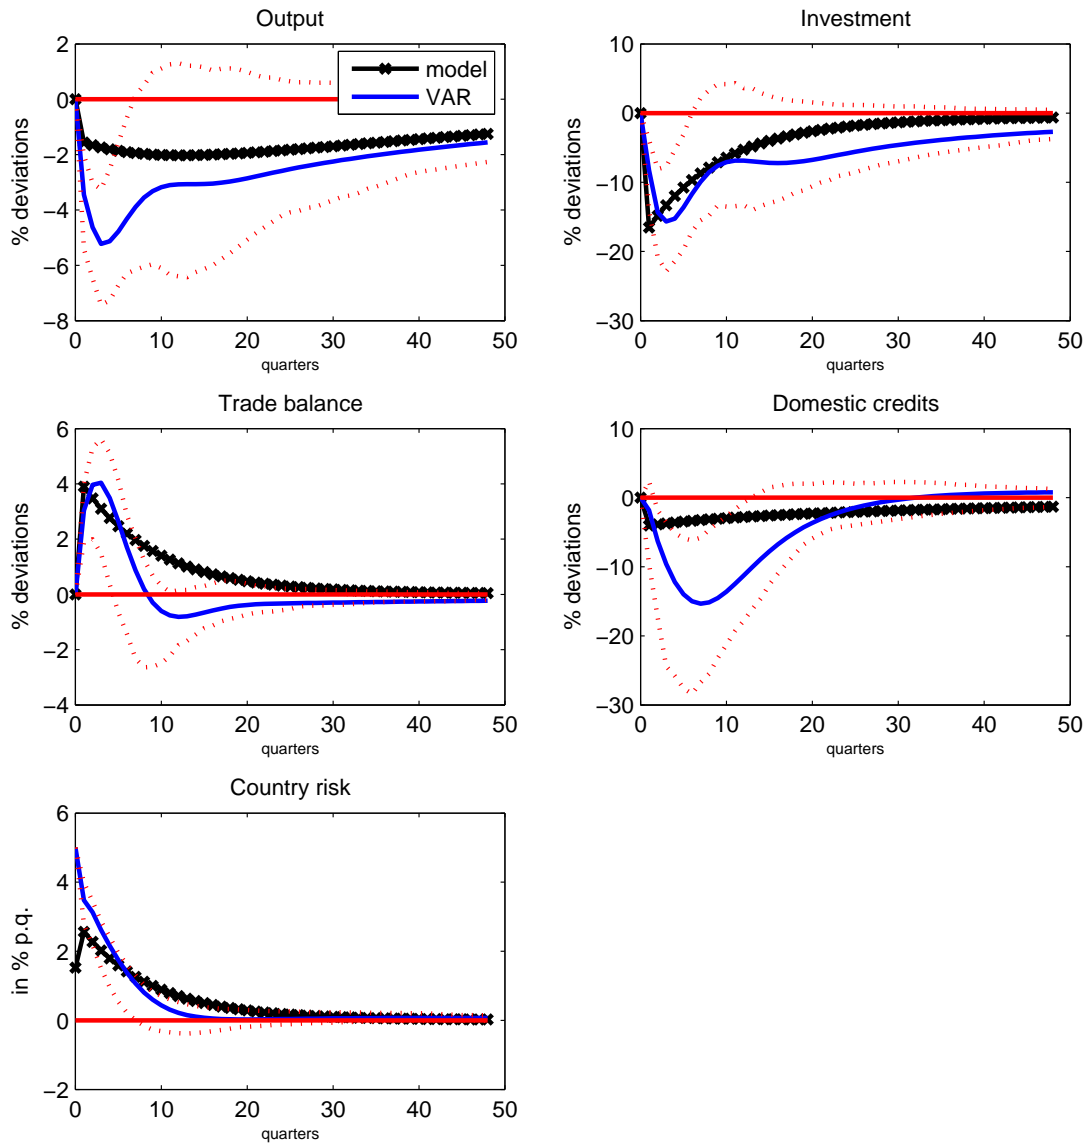 Output
2
0
−2
−4
−6
−8
0 10 20 30 40 50
% deviations
quarters
model
VAR
Investment
10
0
−10
−20
−30
0 10 20 30 40 50
% deviations
quarters
Trade balance
6
4
2
0
−2
−4
0 10 20 30 40 50
% deviations
quarters
Domestic credits
10
0
−10
−20
−30
0 10 20 30 40 50
% deviations
quarters
Country risk
6
4
2
0
−2
0 10 20 30 40 50
in % p.q.
quarters